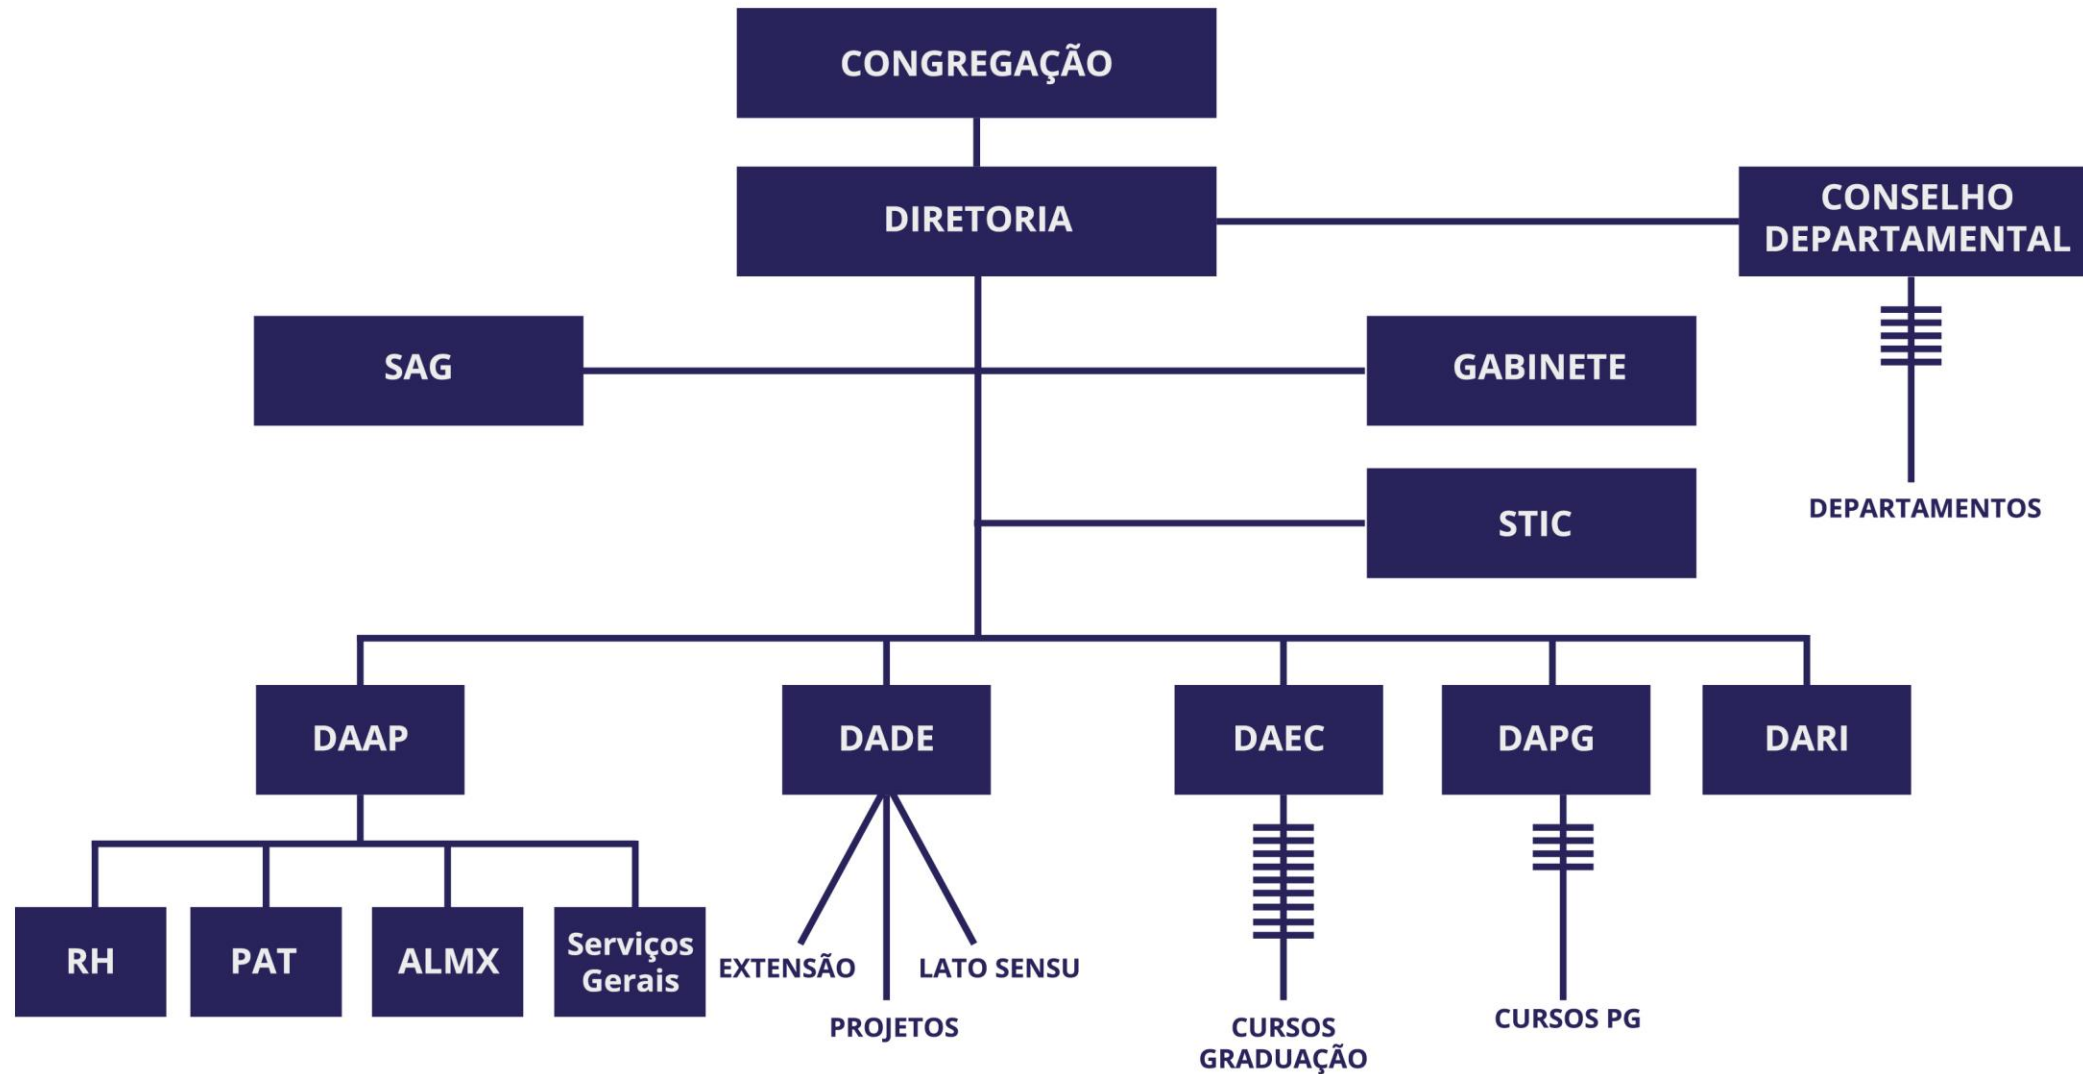 CONGREGAÇÃO
DIRETORIA
CONSELHO
DEPARTAMENTAL
SAG
GABINETE
STIC
DEPARTAMENTOS
DAAP
DADE
DAEC
DAPG
DARI
RH
PAT
ALMX
Serviços
Gerais
EXTENSÃO
LATO SENSU
PROJETOS
CURSOS
GRADUAÇÃO
CURSOS PG